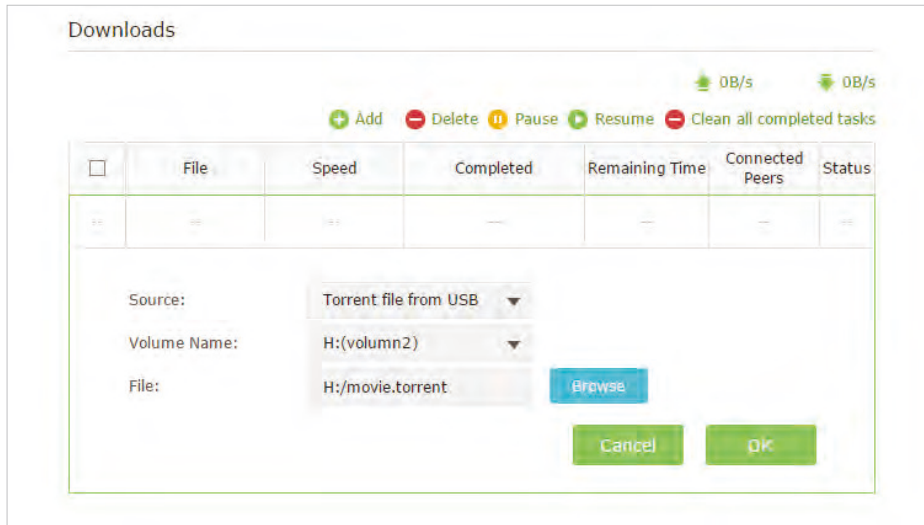 Downloads
0B/s 0B/s
Add Delete Pause Resume Clean all completed tasks
File Speed Completed Remaining Time Connected Peers Status
-- -- -- -- -- -- --
Source: Torrent file from USB
Volume Name: H:(volumn2)
File: H:/movie.torrent Browse
Cancel OK